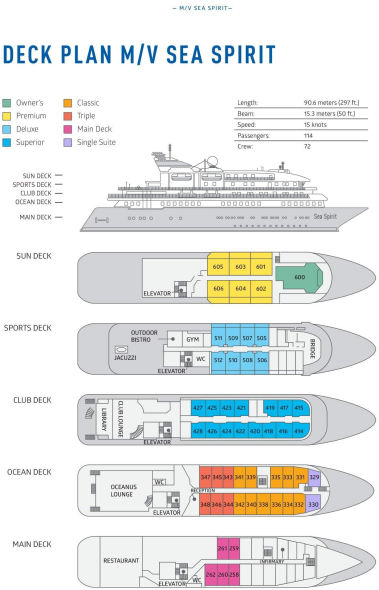 – M/V SEA SPIRIT–
DECK PLAN M/V SEA SPIRIT
Owner's
Premium
Deluxe
Superior
Classic
Triple
Main Deck
Single Suite
Length: 90.6 meters (297 ft.)
Beam: 15.3 meters (50 ft.)
Speed: 15 knots
Passengers: 114
Crew: 72
SUN DECK
SPORTS DECK
CLUB DECK
OCEAN DECK
MAIN DECK
Sea Spirit
SUN DECK
605 603 601
600
606 604 602
ELEVATOR
SPORTS DECK
OUTDOOR
BISTRO
GYM
511 509 507 505
BRIDGE
JACUZZI
WC
512 510 508 506
ELEVATOR
CLUB DECK
LIBRARY
CLUB LOUNGE
427 425 423 421 419 417 415
428 426 424 422 420 418 416 414
ELEVATOR
OCEAN DECK
OCEANUS
LOUNGE
WC
347 345 343 341 339 335 333 331 329
RECEPTION
348 346 344 342 340 338 336 334 332 330
ELEVATOR
MAIN DECK
RESTAURANT
261 259
INFIRMARY
262 260 258
WC
ELEVATOR